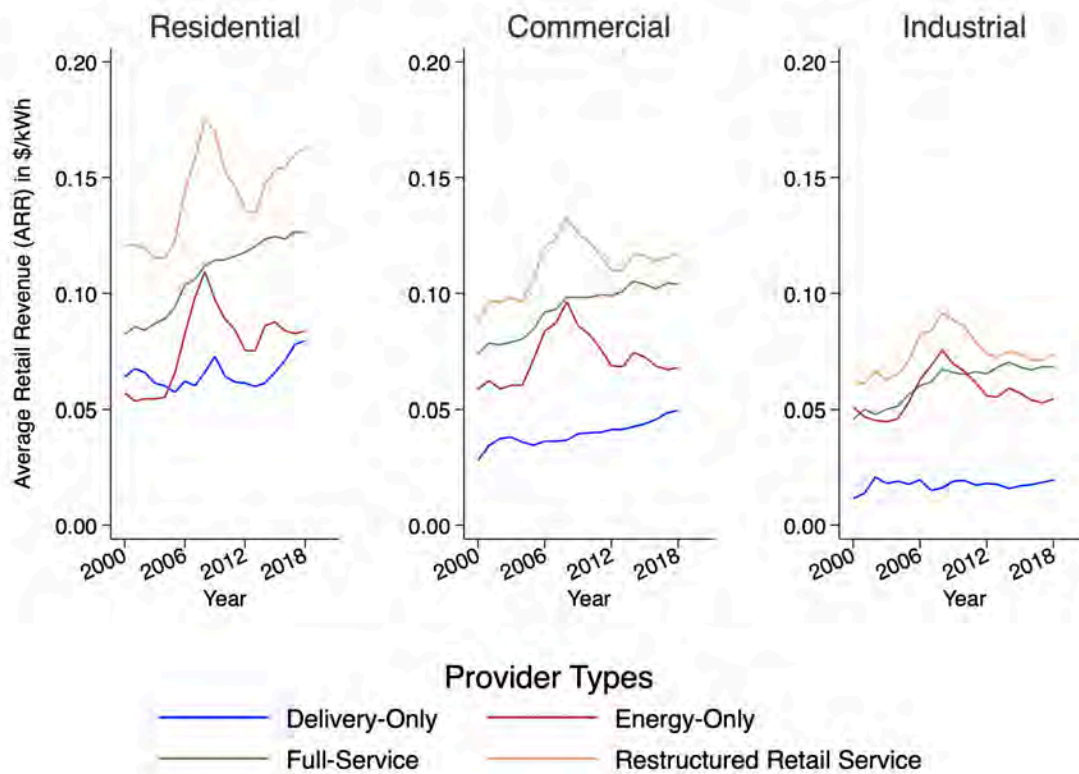 Residential
Commercial
Industrial
Average Retail Revenue (ARR) in $/kWh
0.20
0.15
0.10
0.05
0.00
2000
2006
2012
2018
Year
0.20
0.15
0.10
0.05
0.00
2000
2006
2012
2018
Year
0.20
0.15
0.10
0.05
0.00
2000
2006
2012
2018
Year
Provider Types
Delivery-Only
Energy-Only
Full-Service
Restructured Retail Service